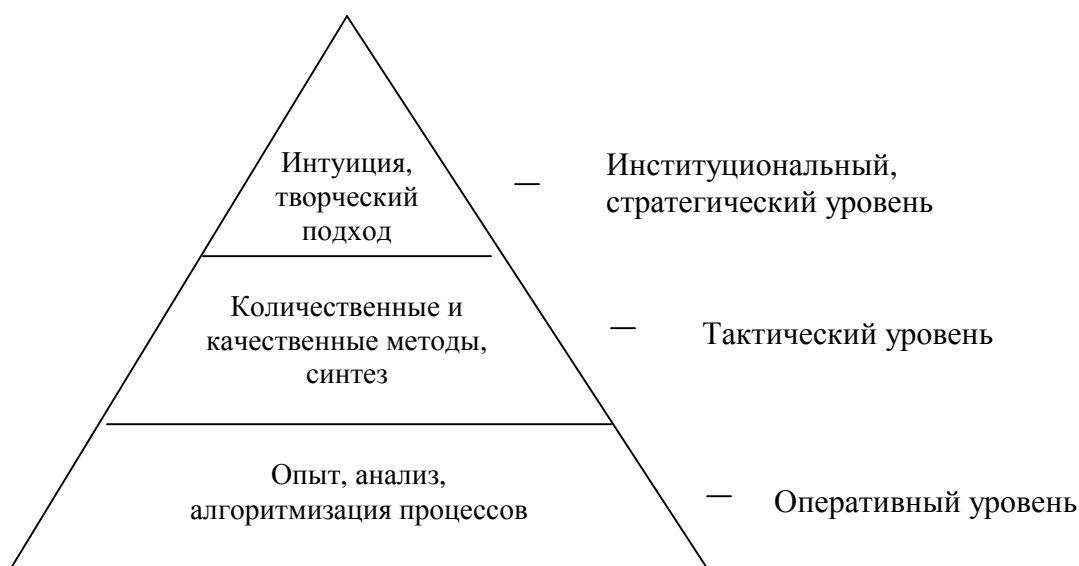 Интуиция,
творческий
подход
—
Институциональный,
стратегический уровень
Количественные и
качественные методы,
синтез
—
Тактический уровень
Опыт, анализ,
алгоритмизация процессов
—
Оперативный уровень